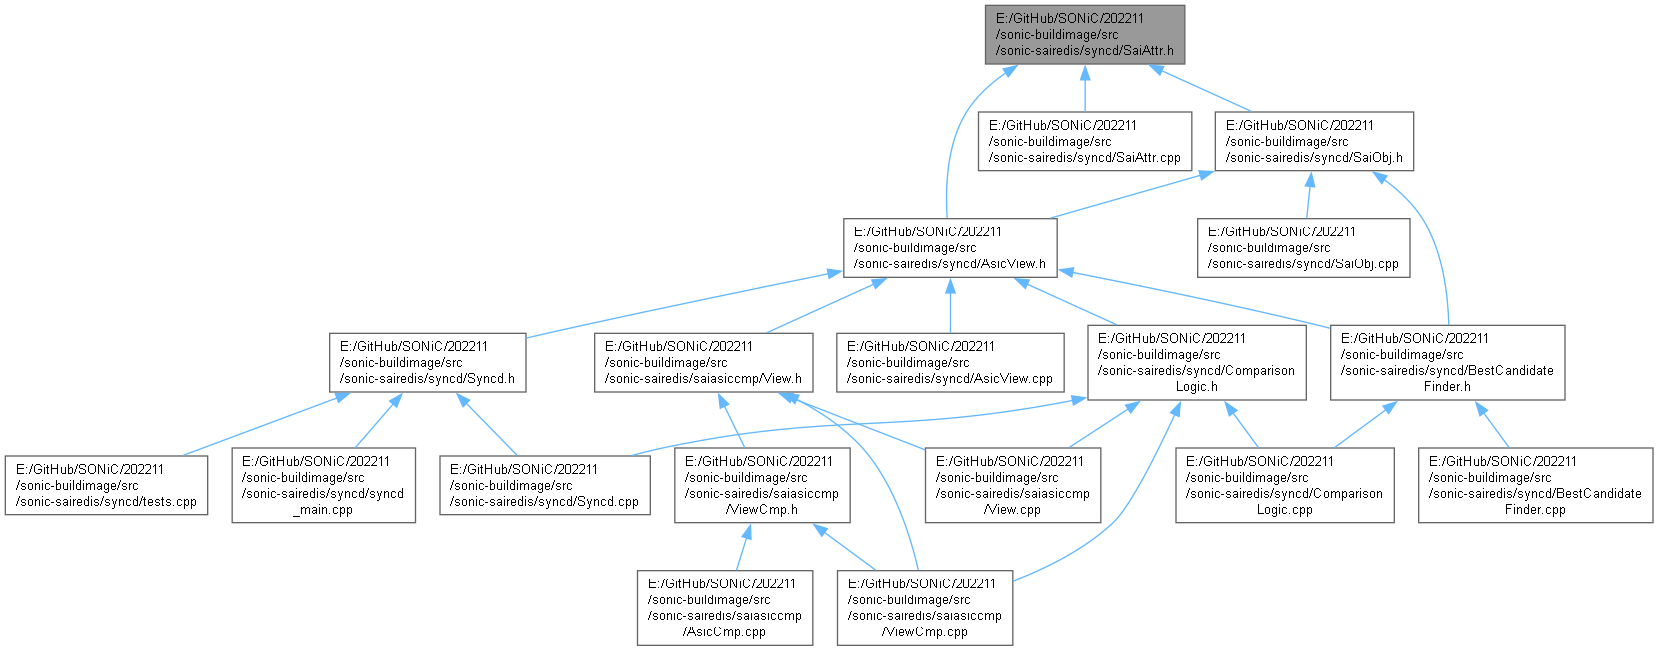 E:/GitHub/SONiC/202211
/sonic-buildimage/src
/sonic-sairedis/syncd/SaiAttr.h
E:/GitHub/SONiC/202211
/sonic-buildimage/src
/sonic-sairedis/syncd/SaiAttr.cpp
E:/GitHub/SONiC/202211
/sonic-buildimage/src
/sonic-sairedis/syncd/SaiObj.h
E:/GitHub/SONiC/202211
/sonic-buildimage/src
/sonic-sairedis/syncd/AsicView.h
E:/GitHub/SONiC/202211
/sonic-buildimage/src
/sonic-sairedis/syncd/SaiObj.cpp
E:/GitHub/SONiC/202211
/sonic-buildimage/src
/sonic-sairedis/syncd/Syncd.h
E:/GitHub/SONiC/202211
/sonic-buildimage/src
/sonic-sairedis/saiasiccmp/View.h
E:/GitHub/SONiC/202211
/sonic-buildimage/src
/sonic-sairedis/syncd/AsicView.cpp
E:/GitHub/SONiC/202211
/sonic-buildimage/src
/sonic-sairedis/syncd/Comparison
Logic.h
E:/GitHub/SONiC/202211
/sonic-buildimage/src
/sonic-sairedis/syncd/BestCandidate
Finder.h
E:/GitHub/SONiC/202211
/sonic-buildimage/src
/sonic-sairedis/syncd/tests.cpp
E:/GitHub/SONiC/202211
/sonic-buildimage/src
/sonic-sairedis/syncd/syncd
_main.cpp
E:/GitHub/SONiC/202211
/sonic-buildimage/src
/sonic-sairedis/syncd/Syncd.cpp
E:/GitHub/SONiC/202211
/sonic-buildimage/src
/sonic-sairedis/saiasiccmp
/ViewCmp.h
E:/GitHub/SONiC/202211
/sonic-buildimage/src
/sonic-sairedis/saiasiccmp
/View.cpp
E:/GitHub/SONiC/202211
/sonic-buildimage/src
/sonic-sairedis/syncd/Comparison
Logic.cpp
E:/GitHub/SONiC/202211
/sonic-buildimage/src
/sonic-sairedis/syncd/BestCandidate
Finder.cpp
E:/GitHub/SONiC/202211
/sonic-buildimage/src
/sonic-sairedis/saiasiccmp
/AsicCmp.cpp
E:/GitHub/SONiC/202211
/sonic-buildimage/src
/sonic-sairedis/saiasiccmp
/ViewCmp.cpp